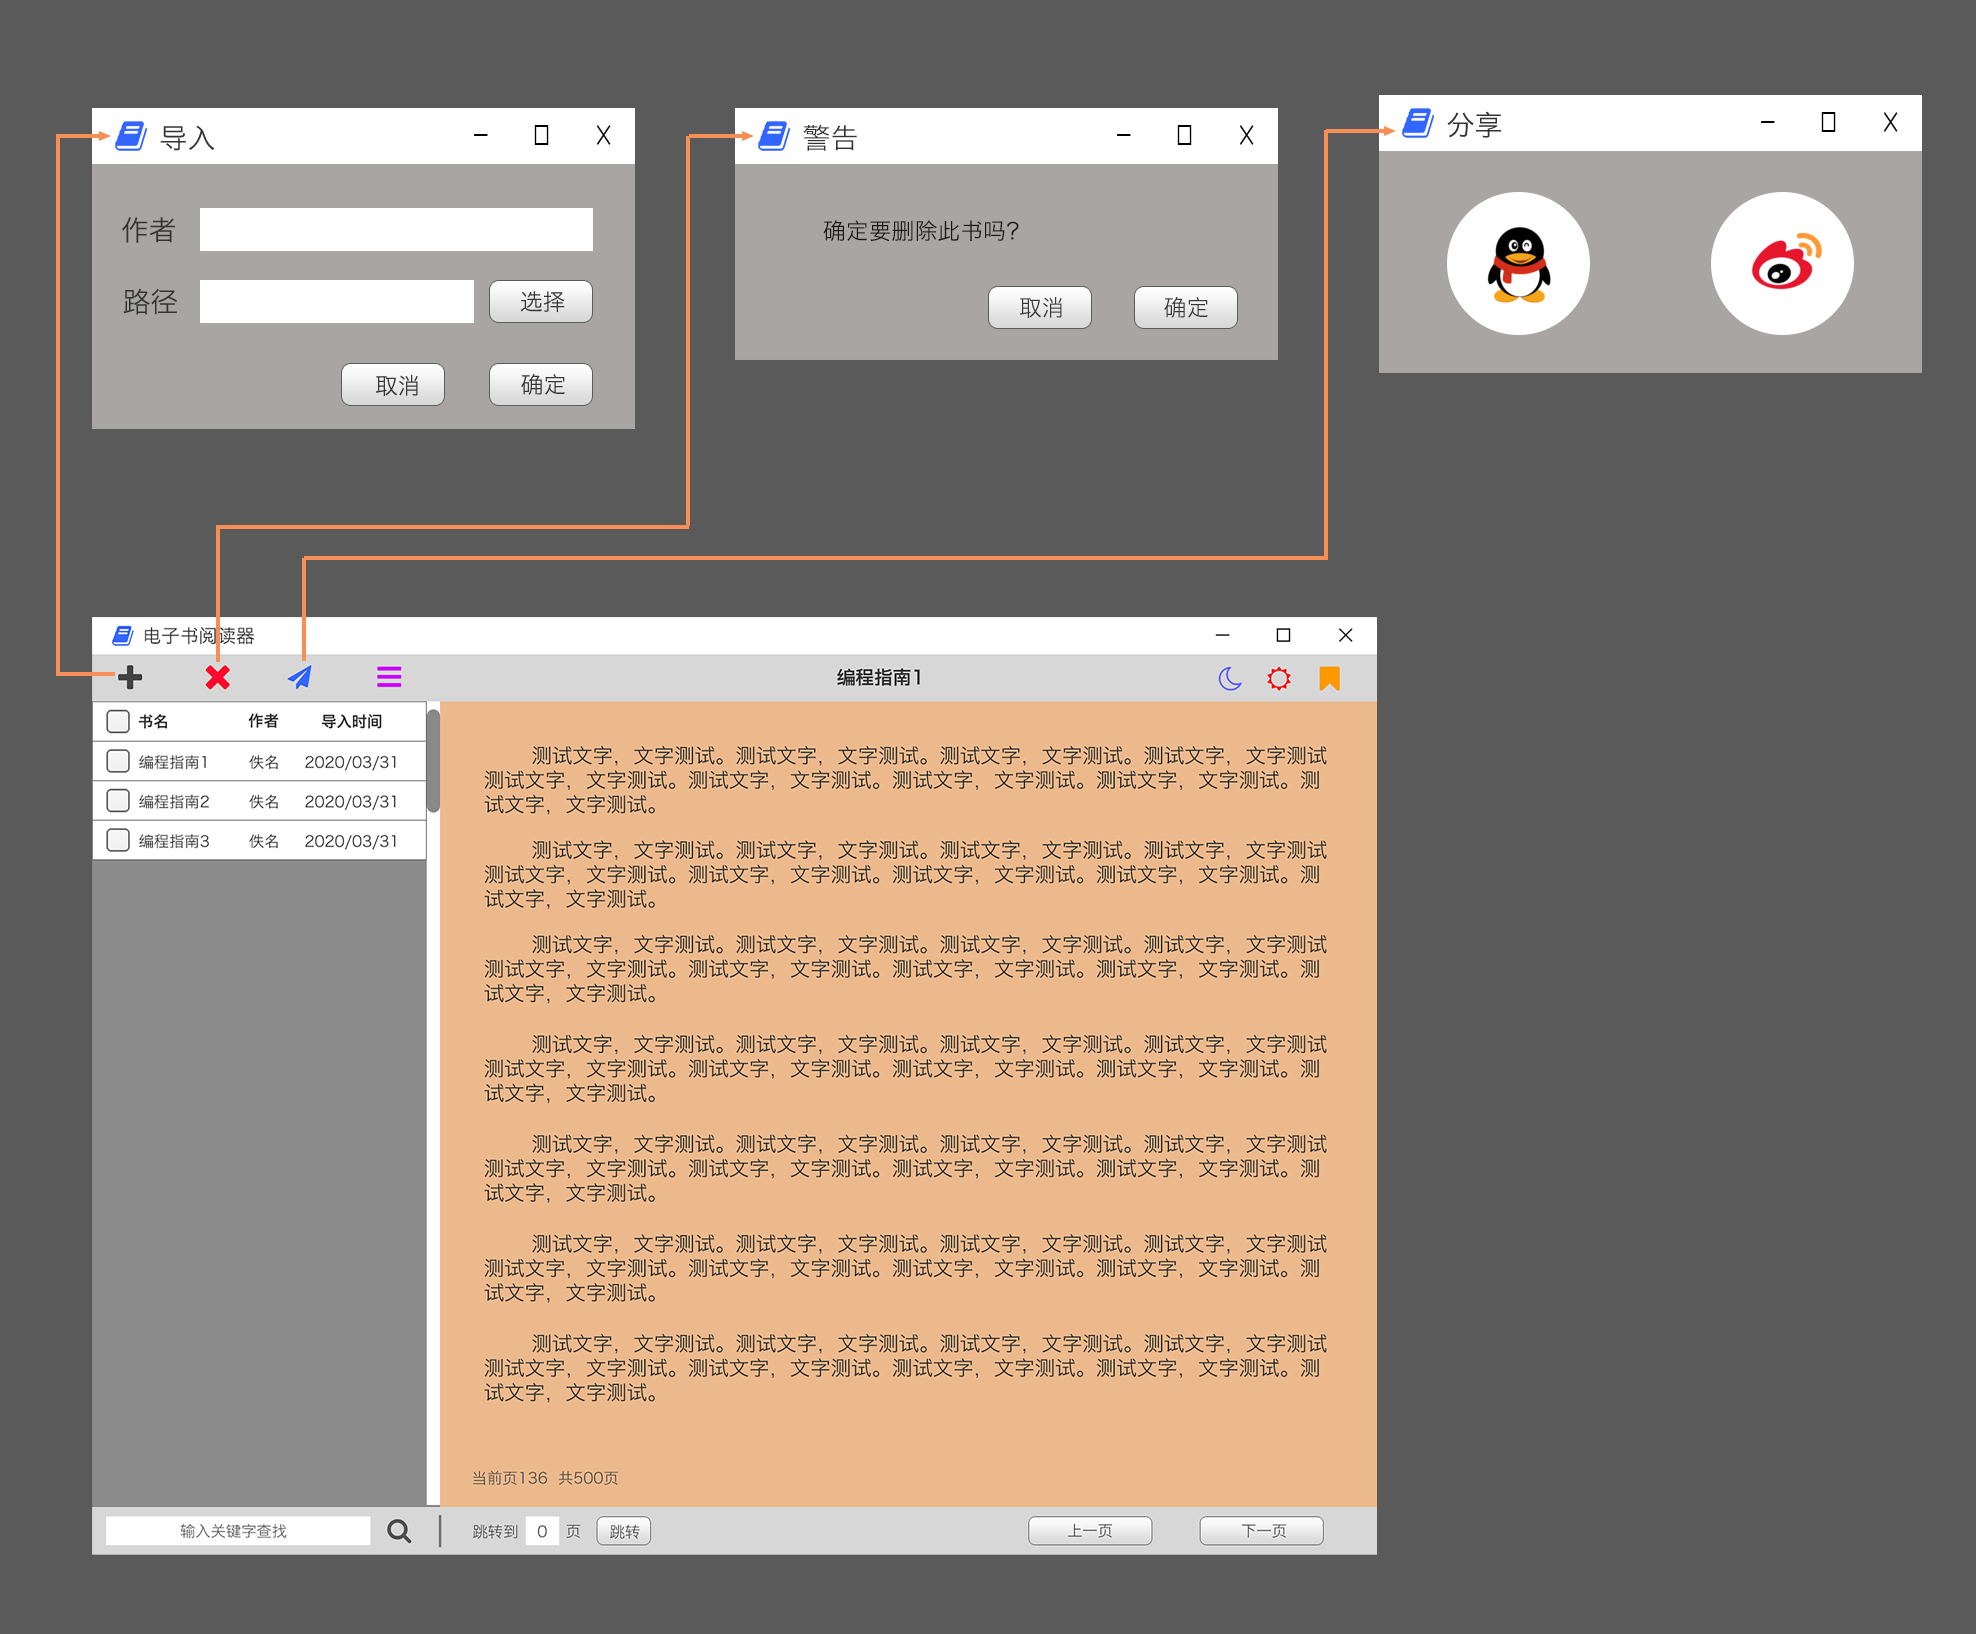 导入
作者
路径 选择
取消 确定
警告
确定要删除此书吗?
取消 确定
分享
电子书阅读器
编程指南1
书名 作者 导入时间
编程指南1 佚名 2020/03/31
编程指南2 佚名 2020/03/31
编程指南3 佚名 2020/03/31
测试文字，文字测试。测试文字，文字测试。测试文字，文字测试。测试文字，文字测试
测试文字，文字测试。测试文字，文字测试。测试文字，文字测试。测试文字，文字测试。测
试文字，文字测试。
测试文字，文字测试。测试文字，文字测试。测试文字，文字测试。测试文字，文字测试
测试文字，文字测试。测试文字，文字测试。测试文字，文字测试。测试文字，文字测试。测
试文字，文字测试。
测试文字，文字测试。测试文字，文字测试。测试文字，文字测试。测试文字，文字测试
测试文字，文字测试。测试文字，文字测试。测试文字，文字测试。测试文字，文字测试。测
试文字，文字测试。
测试文字，文字测试。测试文字，文字测试。测试文字，文字测试。测试文字，文字测试
测试文字，文字测试。测试文字，文字测试。测试文字，文字测试。测试文字，文字测试。测
试文字，文字测试。
测试文字，文字测试。测试文字，文字测试。测试文字，文字测试。测试文字，文字测试
测试文字，文字测试。测试文字，文字测试。测试文字，文字测试。测试文字，文字测试。测
试文字，文字测试。
测试文字，文字测试。测试文字，文字测试。测试文字，文字测试。测试文字，文字测试
测试文字，文字测试。测试文字，文字测试。测试文字，文字测试。测试文字，文字测试。测
试文字，文字测试。
测试文字，文字测试。测试文字，文字测试。测试文字，文字测试。测试文字，文字测试
测试文字，文字测试。测试文字，文字测试。测试文字，文字测试。测试文字，文字测试。测
试文字，文字测试。
当前页136 共500页
输入关键字查找 跳转到 0 页 跳转 上一页 下一页